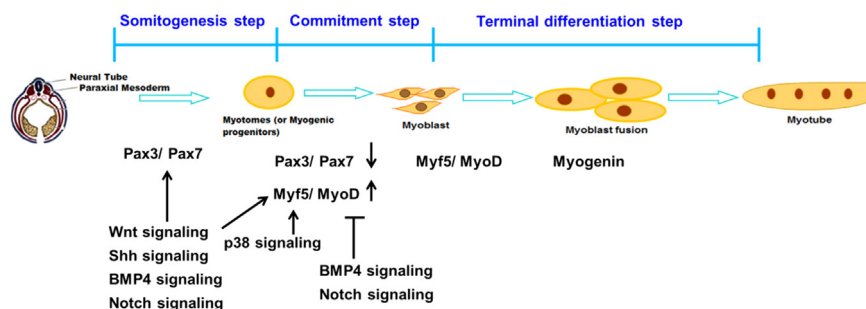 Somitogenesis step
Commitment step
Terminal differentiation step
Neural Tube
Paraxial Mesoderm
Myotomes (or Myogenic
progenitors)
Myoblast
Myoblast fusion
Myotube
Pax3/ Pax7
Pax3/ Pax7
Myf5/ MyoD
Myogenin
Myf5/ MyoD
Wnt signaling
Shh signaling
BMP4 signaling
Notch signaling
p38 signaling
BMP4 signaling
Notch signaling